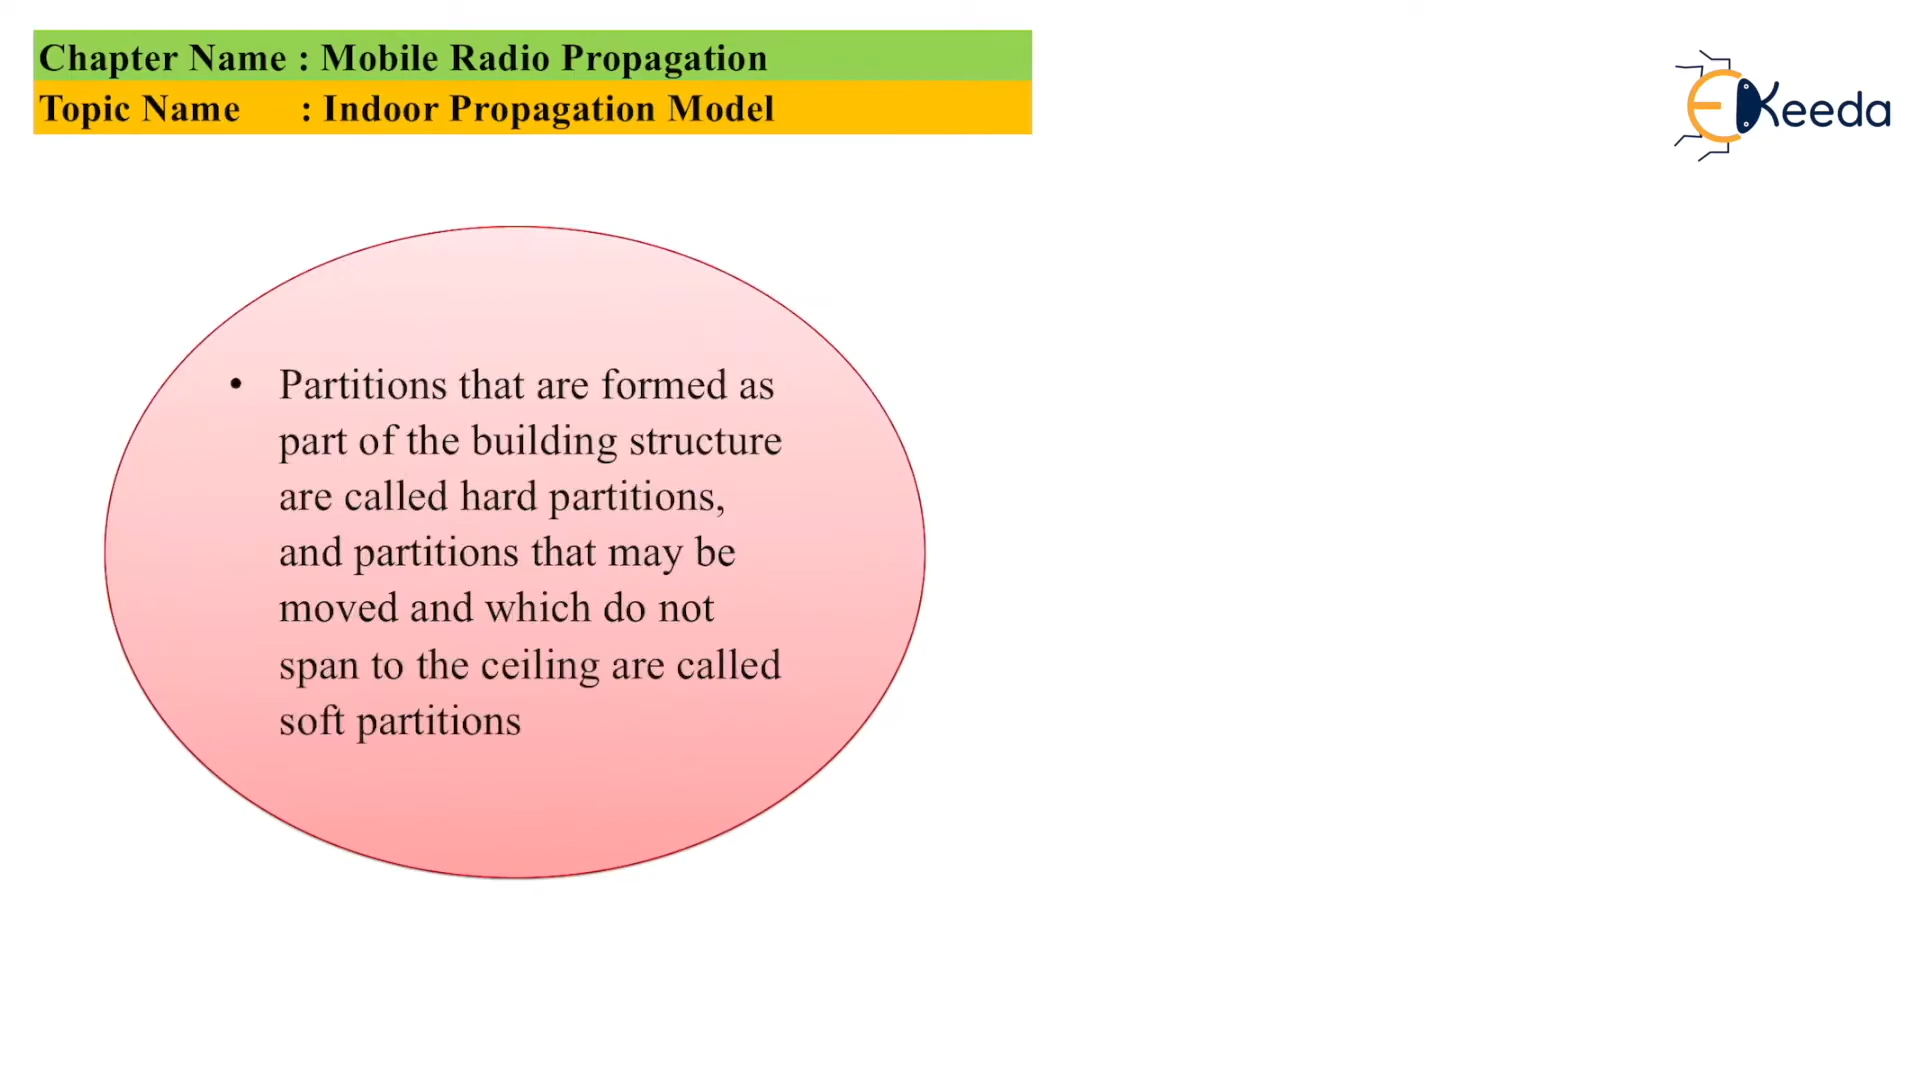 Chapter Name : Mobile Radio Propagation
Topic Name : Indoor Propagation Model
EKeeda
• Partitions that are formed as
part of the building structure
are called hard partitions,
and partitions that may be
moved and which do not
span to the ceiling are called
soft partitions